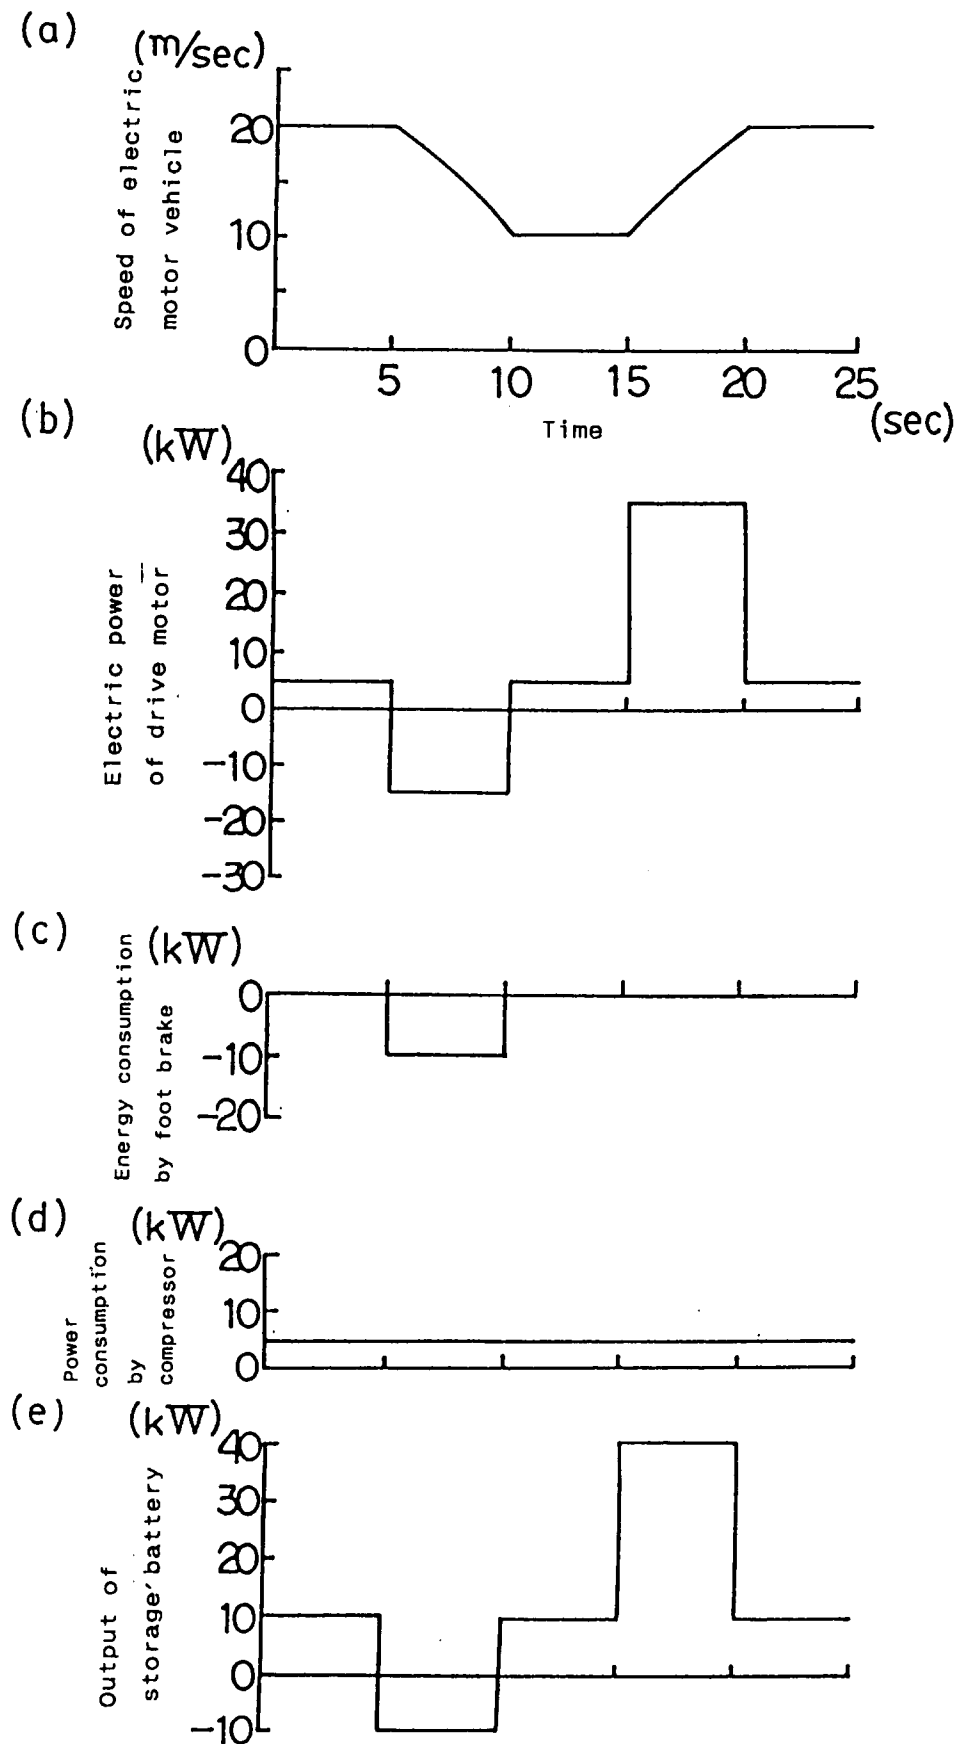 (a)
(m/sec)
Speed of electric
motor vehicle
20
10
0
5 10 15 20 25
Time
(sec)
(b)
(kW)
Electric power
of drive motor
40
30
20
10
0
-10
-20
-30
(c)
(kW)
Energy consumption
by foot brake
0
-10
-20
(d)
(kW)
Power
consumption
by
compressor
20
10
0
(e)
(kW)
Output of
storage battery
40
30
20
10
0
-10